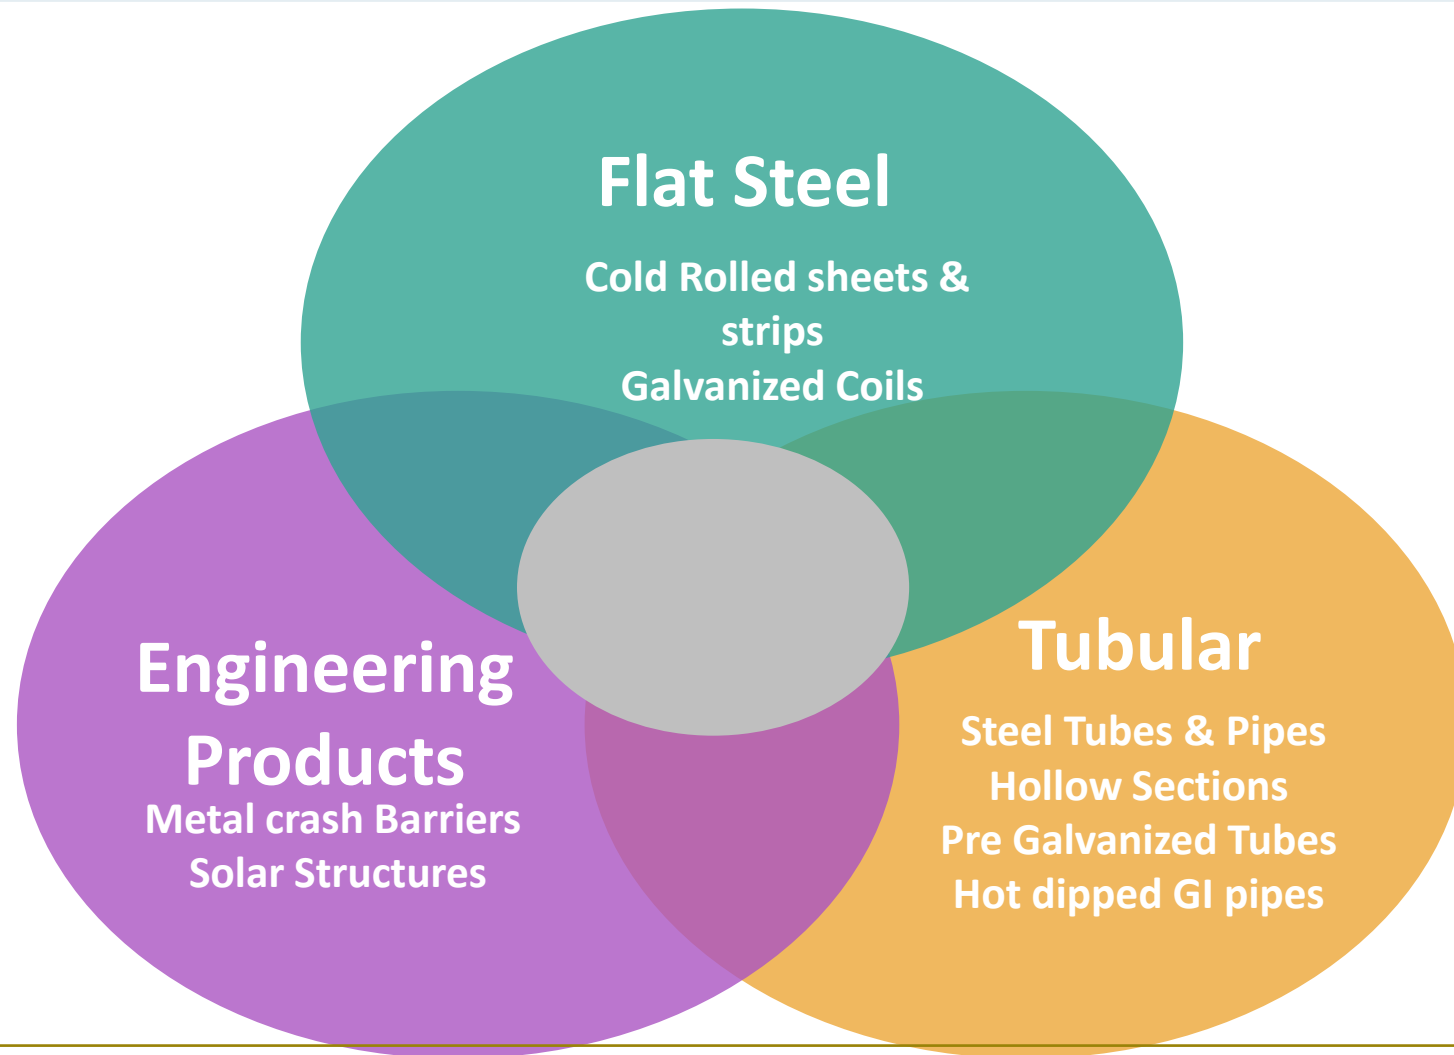 Flat Steel
Cold Rolled sheets &
strips
Galvanized Coils
Engineering
Products
Metal crash Barriers
Solar Structures
Tubular
Steel Tubes & Pipes
Hollow Sections
Pre Galvanized Tubes
Hot dipped GI pipes